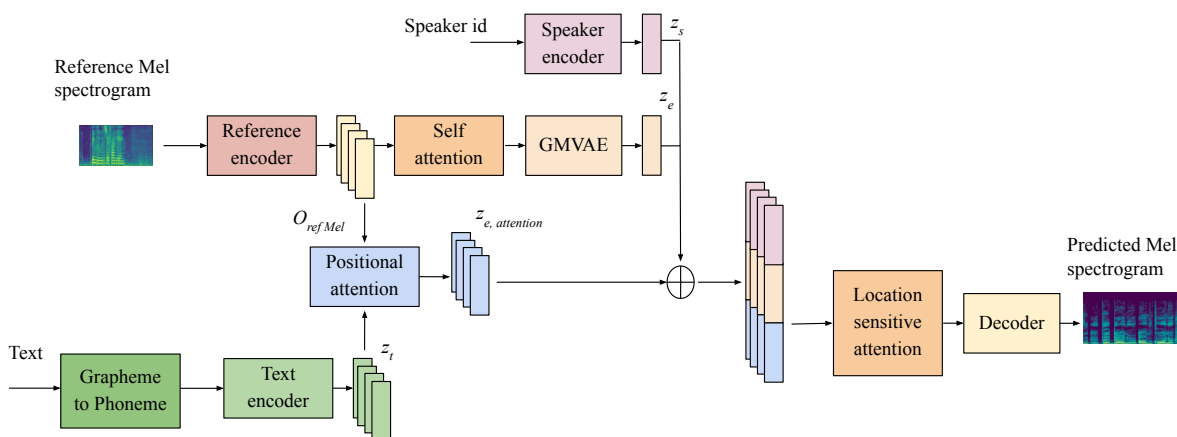 Speaker id
Speaker
encoder
z_s
Reference Mel
spectrogram
Reference
encoder
Self
attention
GMVAE
z_e
O_ref Mel
z_e, attention
Positional
attention
Predicted Mel
spectrogram
Location
sensitive
attention
Decoder
Text
Grapheme
to Phoneme
Text
encoder
z_t